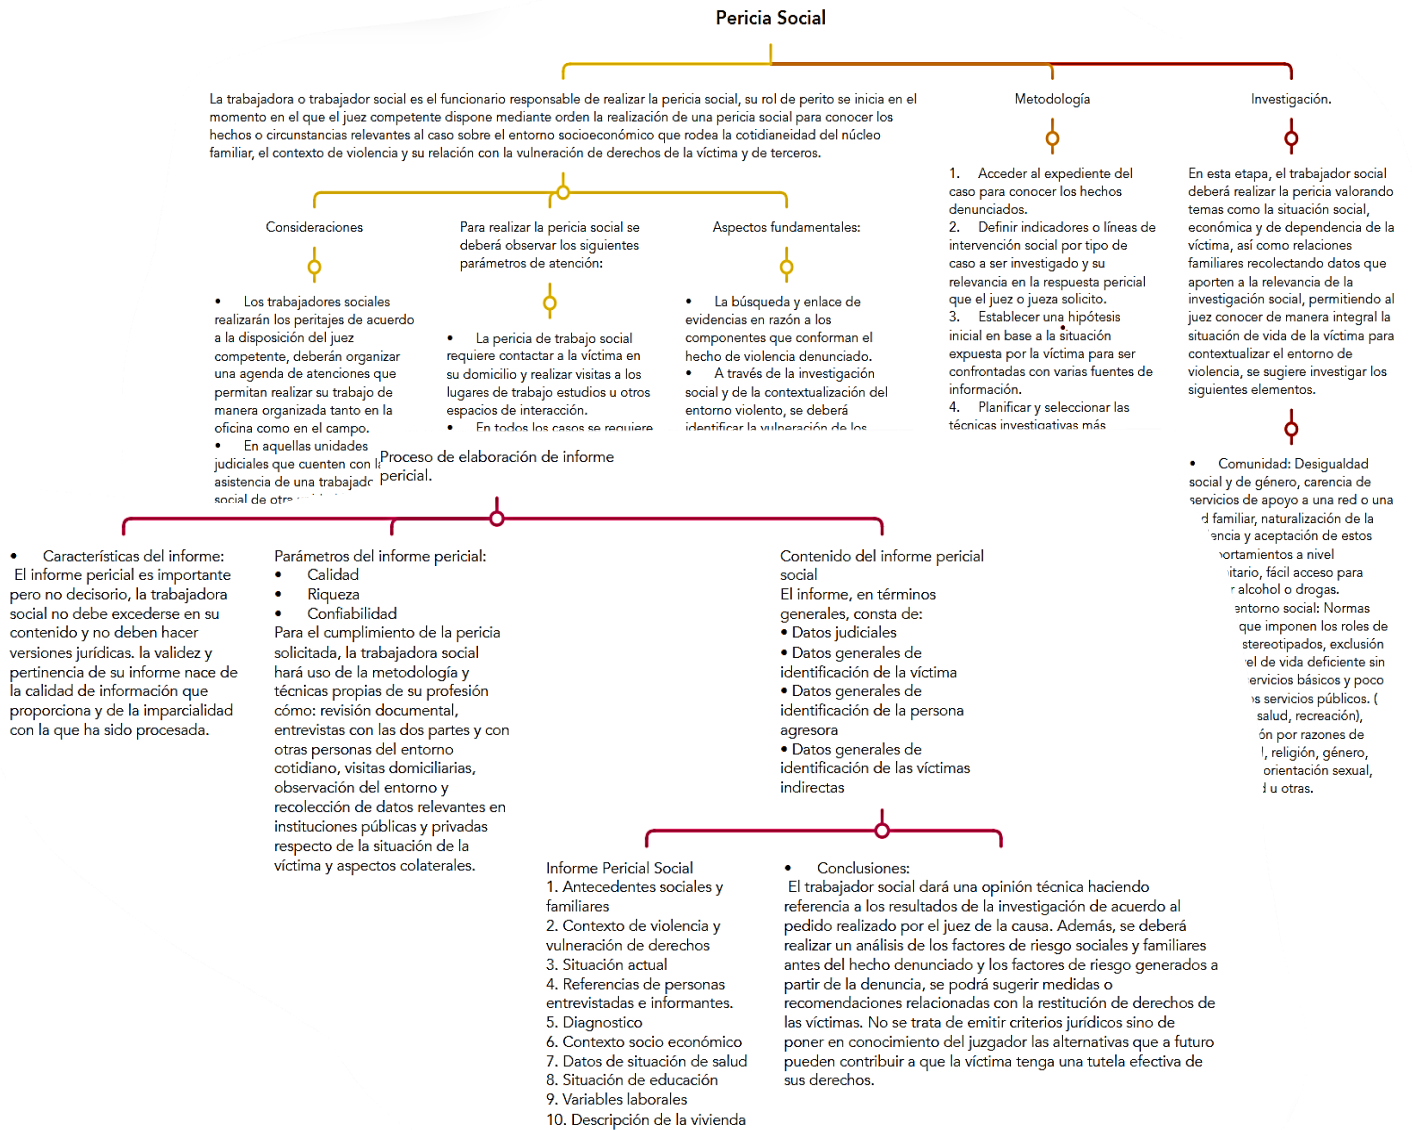 Pericia Social
La trabajadora o trabajador social es el funcionario responsable de realizar la pericia social, su rol de perito se inicia en el
momento en el que el juez competente dispone mediante orden la realización de una pericia social para conocer los
hechos o circunstancias relevantes al caso sobre el entorno socioeconómico que rodea la cotidianeidad del núcleo
familiar, el contexto de violencia y su relación con la vulneración de derechos de la víctima y de terceros.
Consideraciones
• Los trabajadores sociales
realizarán los peritajes de acuerdo
a la disposición del juez
competente, deberán organizar
una agenda de atenciones que
permitan realizar su trabajo de
manera organizada tanto en la
oficina como en el campo.
• En aquellas unidades
judiciales que cuenten con
asistencia de una
social de
Para realizar la pericia social se
deberá observar los siguientes
parámetros de atención:
• La pericia de trabajo social
requiere contactar a la víctima en
su domicilio y realizar visitas a los
lugares de trabajo estudios u otros
espacios de interacción.
• En todos los casos se requiere
Aspectos fundamentales:
• La búsqueda y enlace de
evidencias en razón a los
componentes que conforman el
hecho de violencia denunciado.
• A través de la investigación
social y de la contextualización del
entorno violento, se deberá
identificar la vulneración de los
Metodología
1. Acceder al expediente del
caso para conocer los hechos
denunciados.
2. Definir indicadores o líneas de
intervención social por tipo de
caso a ser investigado y su
relevancia en la respuesta pericial
que el juez o jueza solicito.
3. Establecer una hipótesis
inicial en base a la situación
expuesta por la víctima para ser
confrontadas con varias fuentes de
información.
4. Planificar y seleccionar las
técnicas investigativas más
Investigación.
En esta etapa, el trabajador social
deberá realizar la pericia valorando
temas como la situación social,
económica y de dependencia de la
víctima, así como relaciones
familiares recolectando datos que
aporten a la relevancia de la
investigación social, permitiendo al
juez conocer de manera integral la
situación de vida de la víctima para
contextualizar el entorno de
violencia, se sugiere investigar los
siguientes elementos.
• Comunidad: Desigualdad
social y de género, carencia de
servicios de apoyo a una red o una
familiar, naturalización de la
y aceptación de estos
a nivel
fácil acceso para
alcohol o drogas.
entorno social: Normas
que imponen los roles de
exclusión
de vida deficiente sin
básicos y poco
servicios públicos. (
salud, recreación),
por razones de
religión, género,
orientación sexual,
u otras.
Proceso de elaboración de informe
pericial.
• Características del informe:
El informe pericial es importante
pero no decisorio, la trabajadora
social no debe excederse en su
contenido y no deben hacer
versiones jurídicas. la validez y
pertinencia de su informe nace de
la calidad de información que
proporciona y de la imparcialidad
con la que ha sido procesada.
Parámetros del informe pericial:
• Calidad
• Riqueza
• Confiabilidad
Para el cumplimiento de la pericia
solicitada, la trabajadora social
hará uso de la metodología y
técnicas propias de su profesión
cómo: revisión documental,
entrevistas con las dos partes y con
otras personas del entorno
cotidiano, visitas domiciliarias,
observación del entorno y
recolección de datos relevantes en
instituciones públicas y privadas
respecto de la situación de la
víctima y aspectos colaterales.
Contenido del informe pericial
social
El informe, en términos
generales, consta de:
• Datos judiciales
• Datos generales de
identificación de la víctima
• Datos generales de
identificación de la persona
agresora
• Datos generales de
identificación de las víctimas
indirectas
Informe Pericial Social
1. Antecedentes sociales y
familiares
2. Contexto de violencia y
vulneración de derechos
3. Situación actual
4. Referencias de personas
entrevistadas e informantes.
5. Diagnostico
6. Contexto socio económico
7. Datos de situación de salud
8. Situación de educación
9. Variables laborales
10. Descripción de la vivienda
• Conclusiones:
El trabajador social dará una opinión técnica haciendo
referencia a los resultados de la investigación de acuerdo al
pedido realizado por el juez de la causa. Además, se deberá
realizar un análisis de los factores de riesgo sociales y familiares
antes del hecho denunciado y los factores de riesgo generados a
partir de la denuncia, se podrá sugerir medidas o
recomendaciones relacionadas con la restitución de derechos de
las víctimas. No se trata de emitir criterios jurídicos sino de
poner en conocimiento del juzgador las alternativas que a futuro
pueden contribuir a que la víctima tenga una tutela efectiva de
sus derechos.